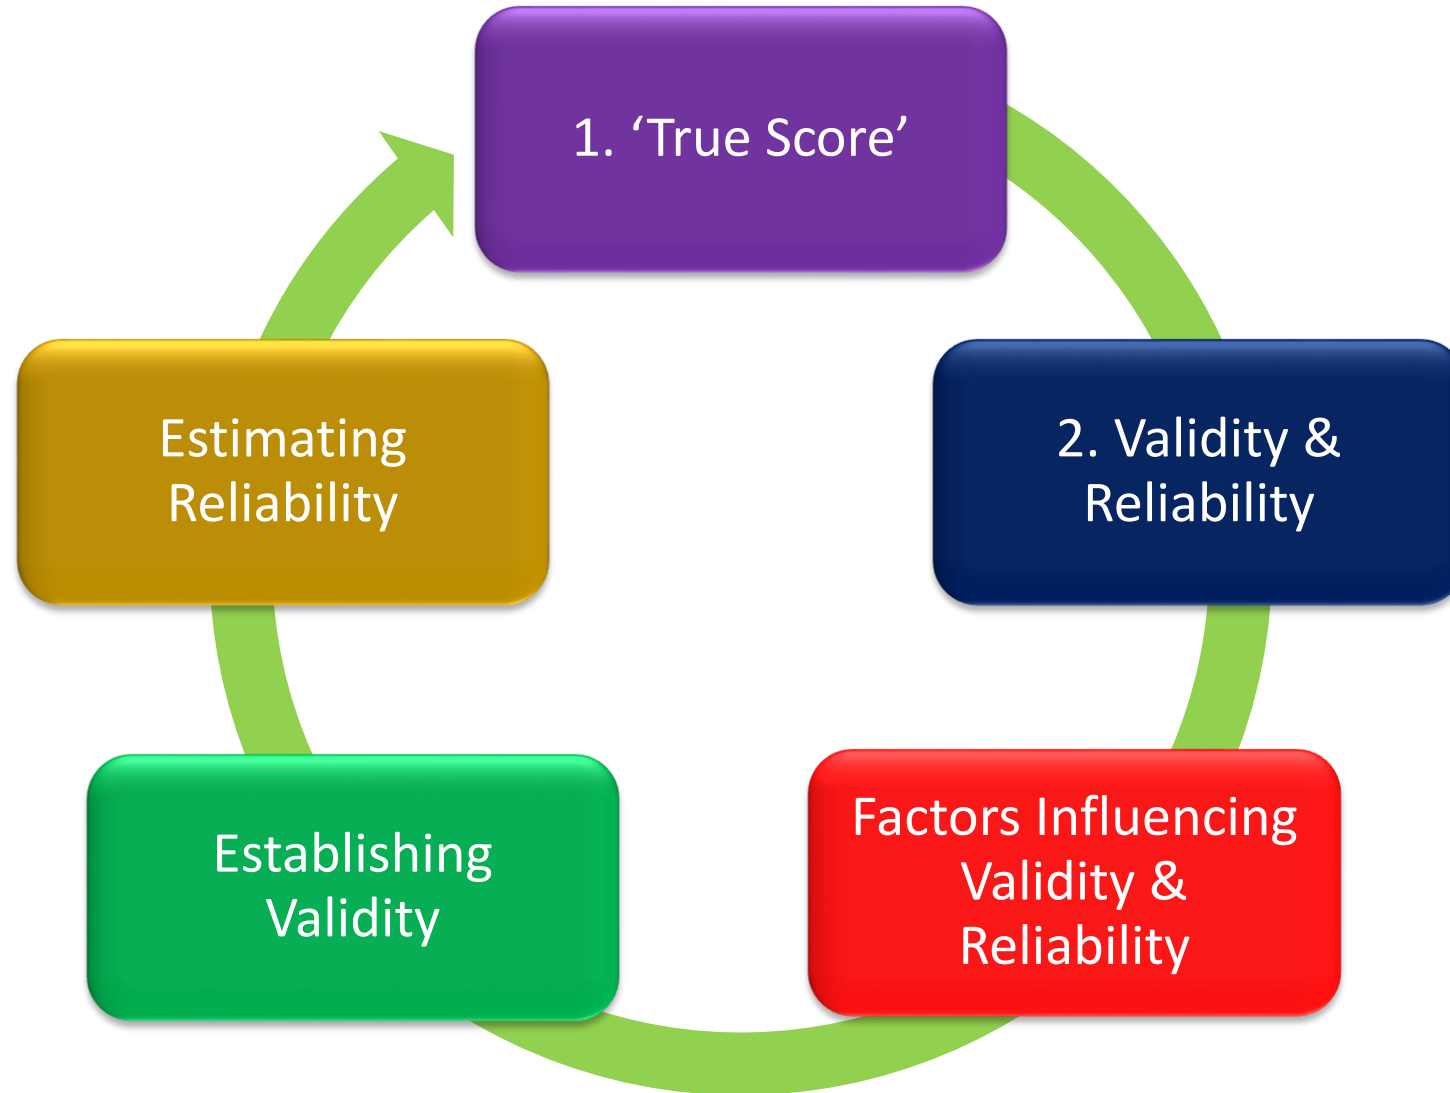 1. ‘True Score’
2. Validity &
Reliability
Factors Influencing
Validity &
Reliability
Establishing
Validity
Estimating
Reliability